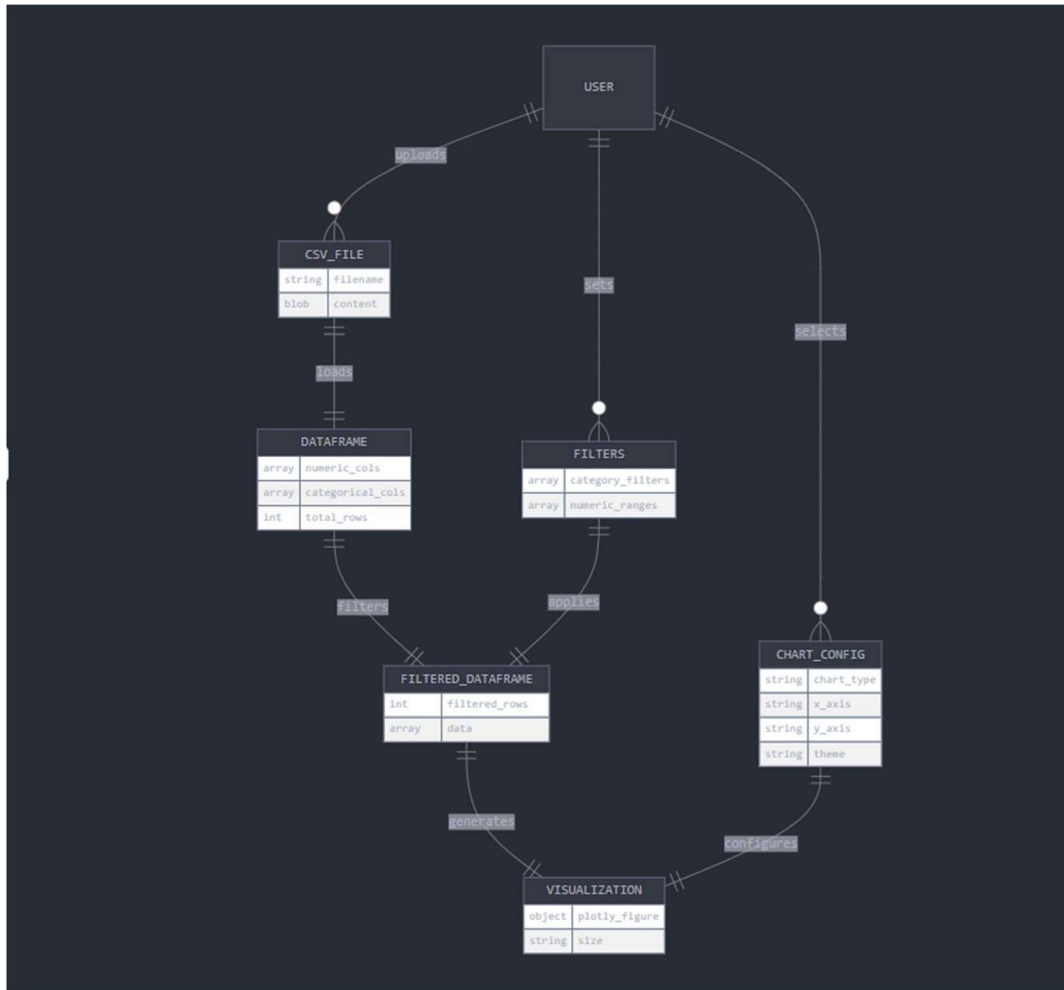 USER
uploads
CSV_FILE
string filename
blob content
sets
selects
loads
DATAFRAME
array numeric_cols
array categorical_cols
int total_rows
FILTERS
array category_filters
array numeric_ranges
filters
applies
FILTERED_DATAFRAME
int filtered_rows
array data
CHART_CONFIG
string chart_type
string x_axis
string y_axis
string theme
generates
configures
VISUALIZATION
object plotly_figure
string size